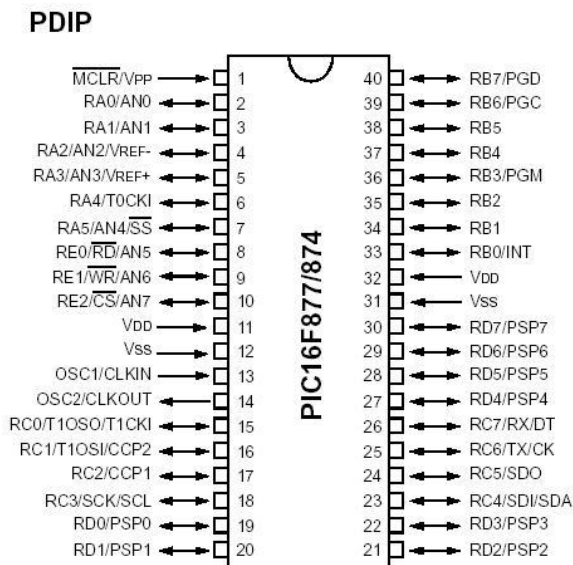 PDIP
MCLR/VPP 1 40 RB7/PGD
RA0/AN0 2 39 RB6/PGC
RA1/AN1 3 38 RB5
RA2/AN2/VREF- 4 37 RB4
RA3/AN3/VREF+ 5 36 RB3/PGM
RA4/T0CKI 6 35 RB2
RA5/AN4/SS 7 34 RB1
RE0/RD/AN5 8 33 RB0/INT
RE1/WR/AN6 9 32 VDD
RE2/CS/AN7 10 31 VSS
VDD 11 30 RD7/PSP7
VSS 12 29 RD6/PSP6
OSC1/CLKIN 13 28 RD5/PSP5
OSC2/CLKOUT 14 27 RD4/PSP4
RC0/T1OSO/T1CKI 15 26 RC7/RX/DT
RC1/T1OSI/CCP2 16 25 RC6/TX/CK
RC2/CCP1 17 24 RC5/SDO
RC3/SCK/SCL 18 23 RC4/SDI/SDA
RD0/PSP0 19 22 RD3/PSP3
RD1/PSP1 20 21 RD2/PSP2
PIC16F877/874